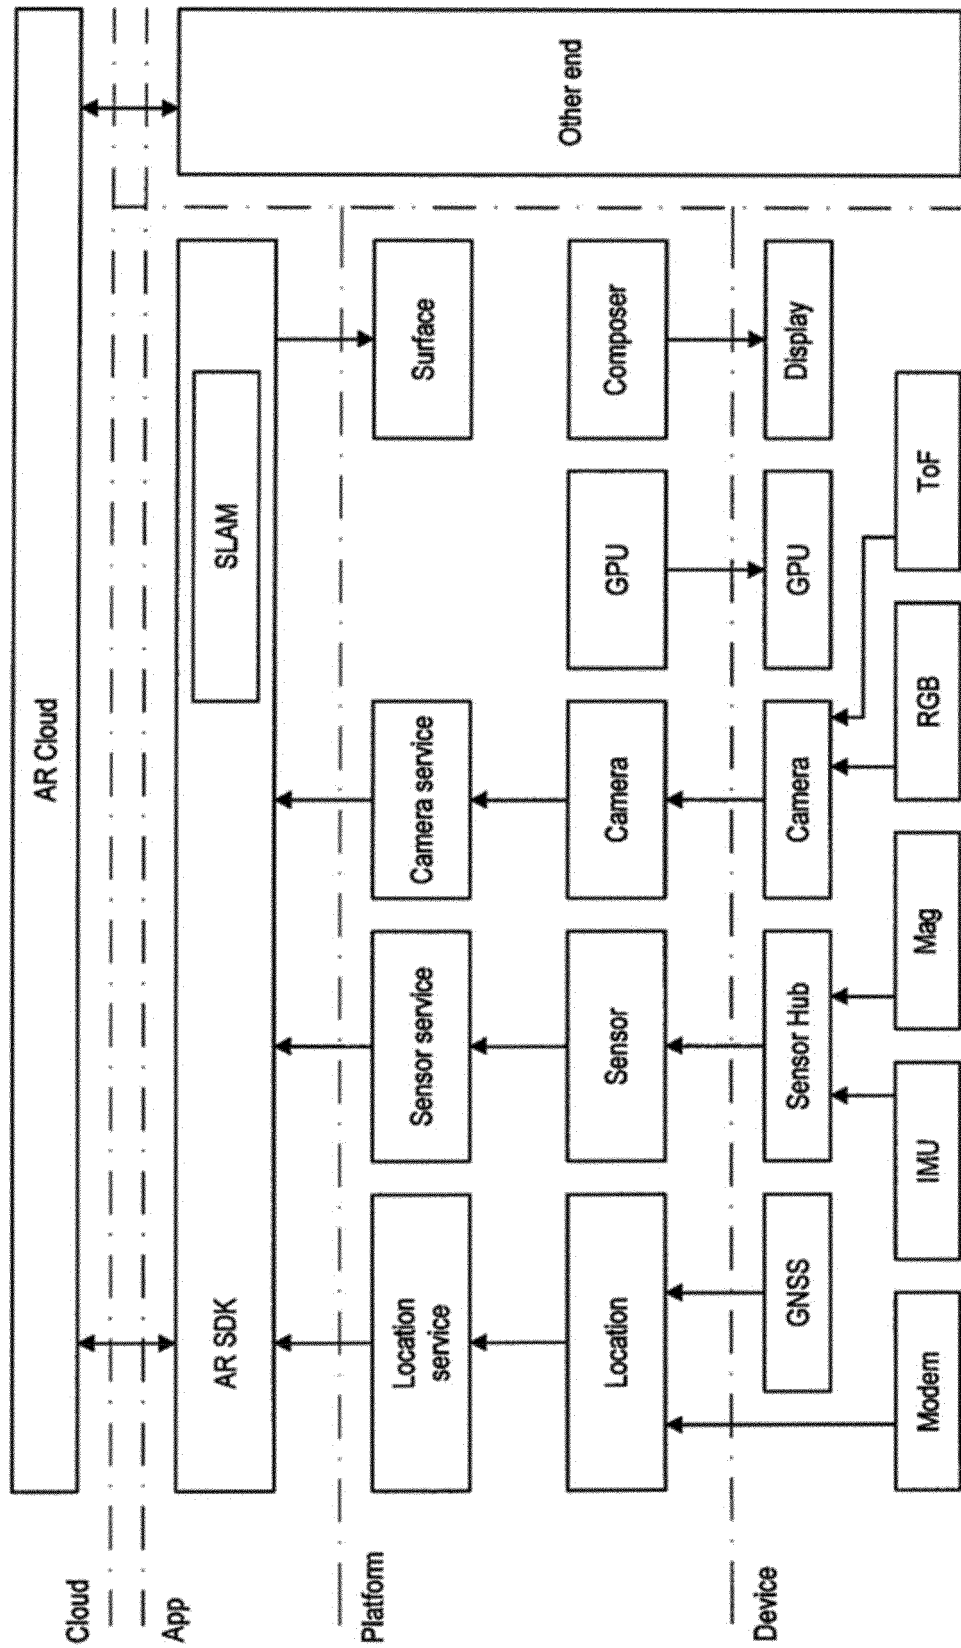 Cloud
AR Cloud
App
AR SDK
SLAM
Other end
Platform
Location
service
Sensor service
Camera service
Surface
Location
Sensor
Camera
GPU
Composer
Device
GNSS
Sensor Hub
Camera
GPU
Display
Modem
IMU
Mag
RGB
ToF